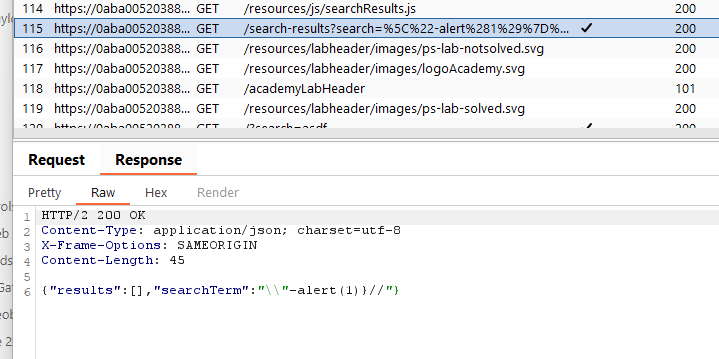 114 https://0aba00520388... GET /resources/js/searchResults.js 200
115 https://0aba00520388... GET /search-results?search=%5C%22-alert%281%29%7D%... ✓ 200
116 https://0aba00520388... GET /resources/labheader/images/ps-lab-notsolved.svg 200
117 https://0aba00520388... GET /resources/labheader/images/logoAcademy.svg 200
118 https://0aba00520388... GET /academyLabHeader 101
119 https://0aba00520388... GET /resources/labheader/images/ps-lab-solved.svg 200
120 https://0aba00520388... GET /?search=asdf ✓ 200
Request Response
Pretty Raw Hex Render
1 HTTP/2 200 OK
2 Content-Type: application/json; charset=utf-8
3 X-Frame-Options: SAMEORIGIN
4 Content-Length: 45
5
6 {"results":[],"searchTerm":"\\"-alert(1)}//"}